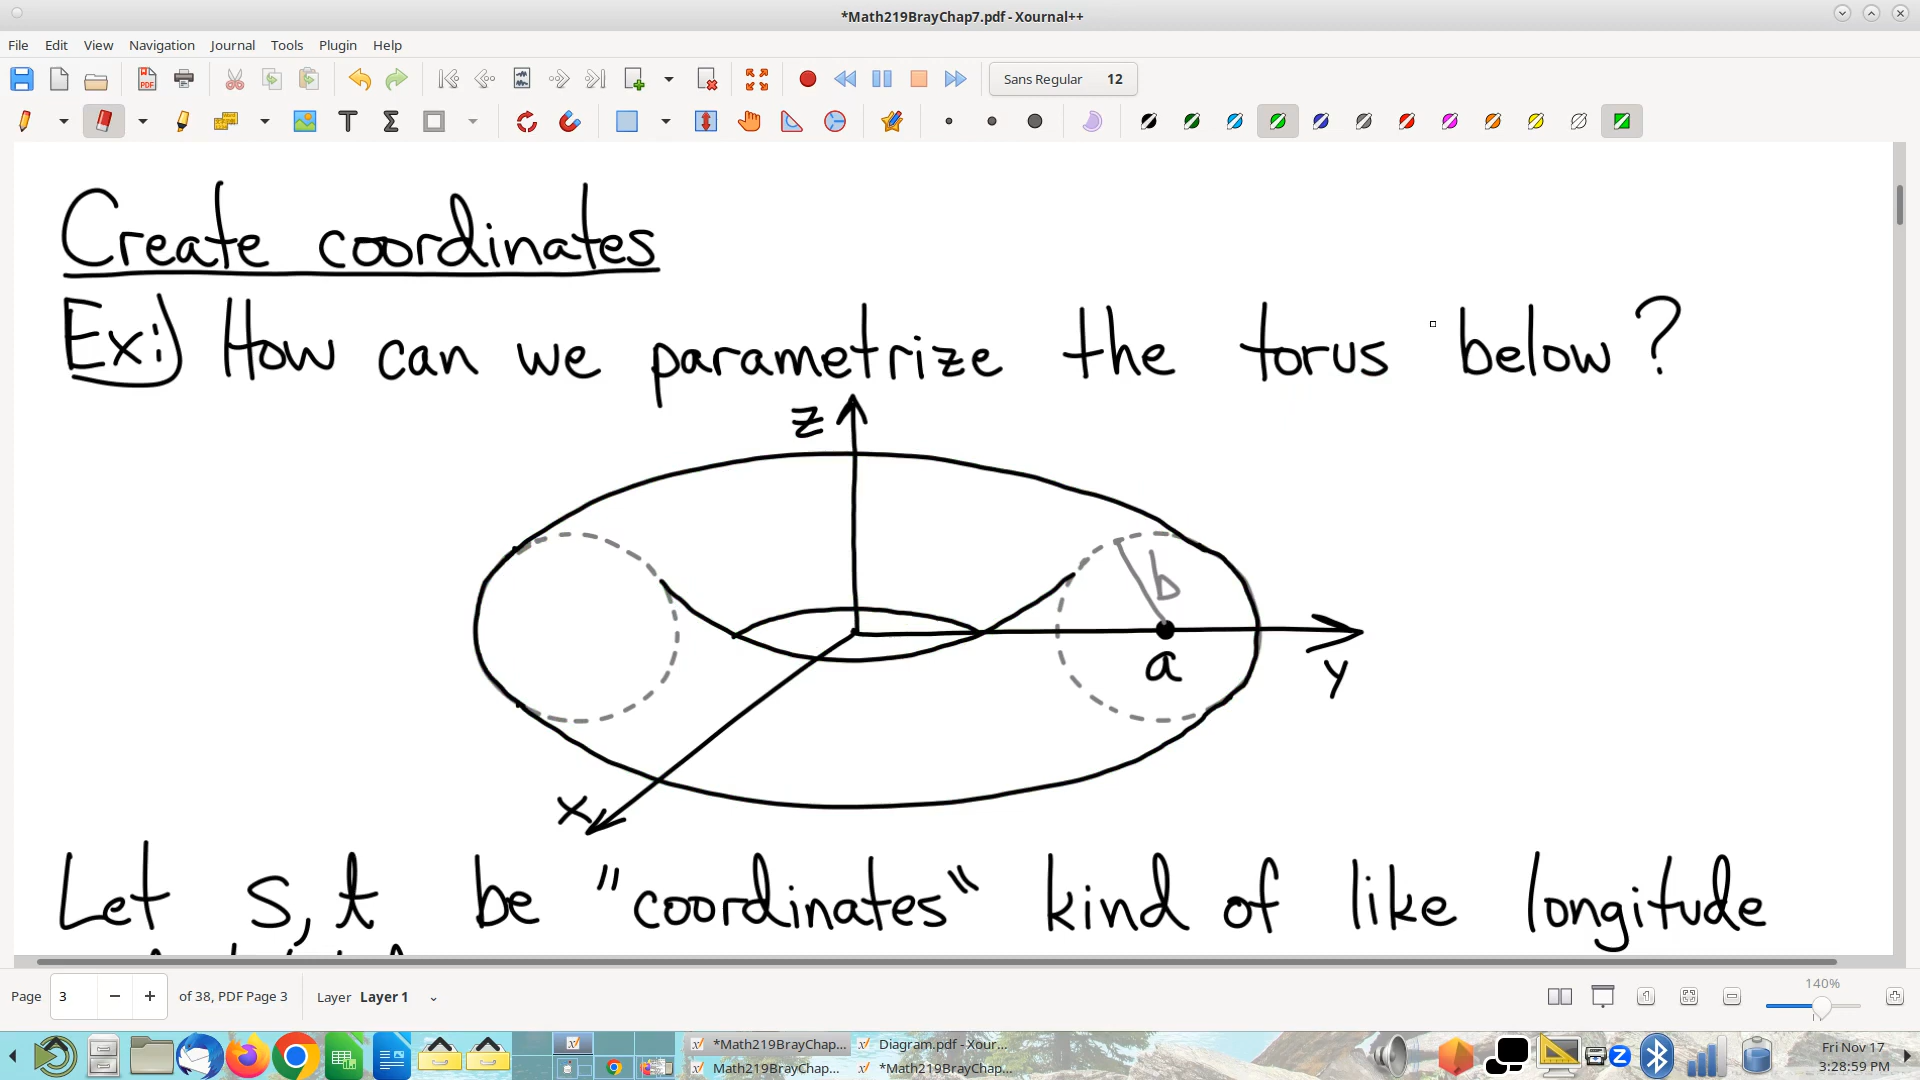 *Math219BrayChap7.pdf - Xournal++
File Edit View Navigation Journal Tools Plugin Help
Sans Regular 12
Create coordinates
Ex:) How can we parametrize the torus below?
z
b
a
y
x
Let s,t be "coordinates" kind of like longitude
Page 3 of 38, PDF Page 3 Layer Layer 1
140%
*Math219BrayChap... Diagram.pdf - Xour...
Math219BrayChap... *Math219BrayChap...
Fri Nov 17
3:28:59 PM